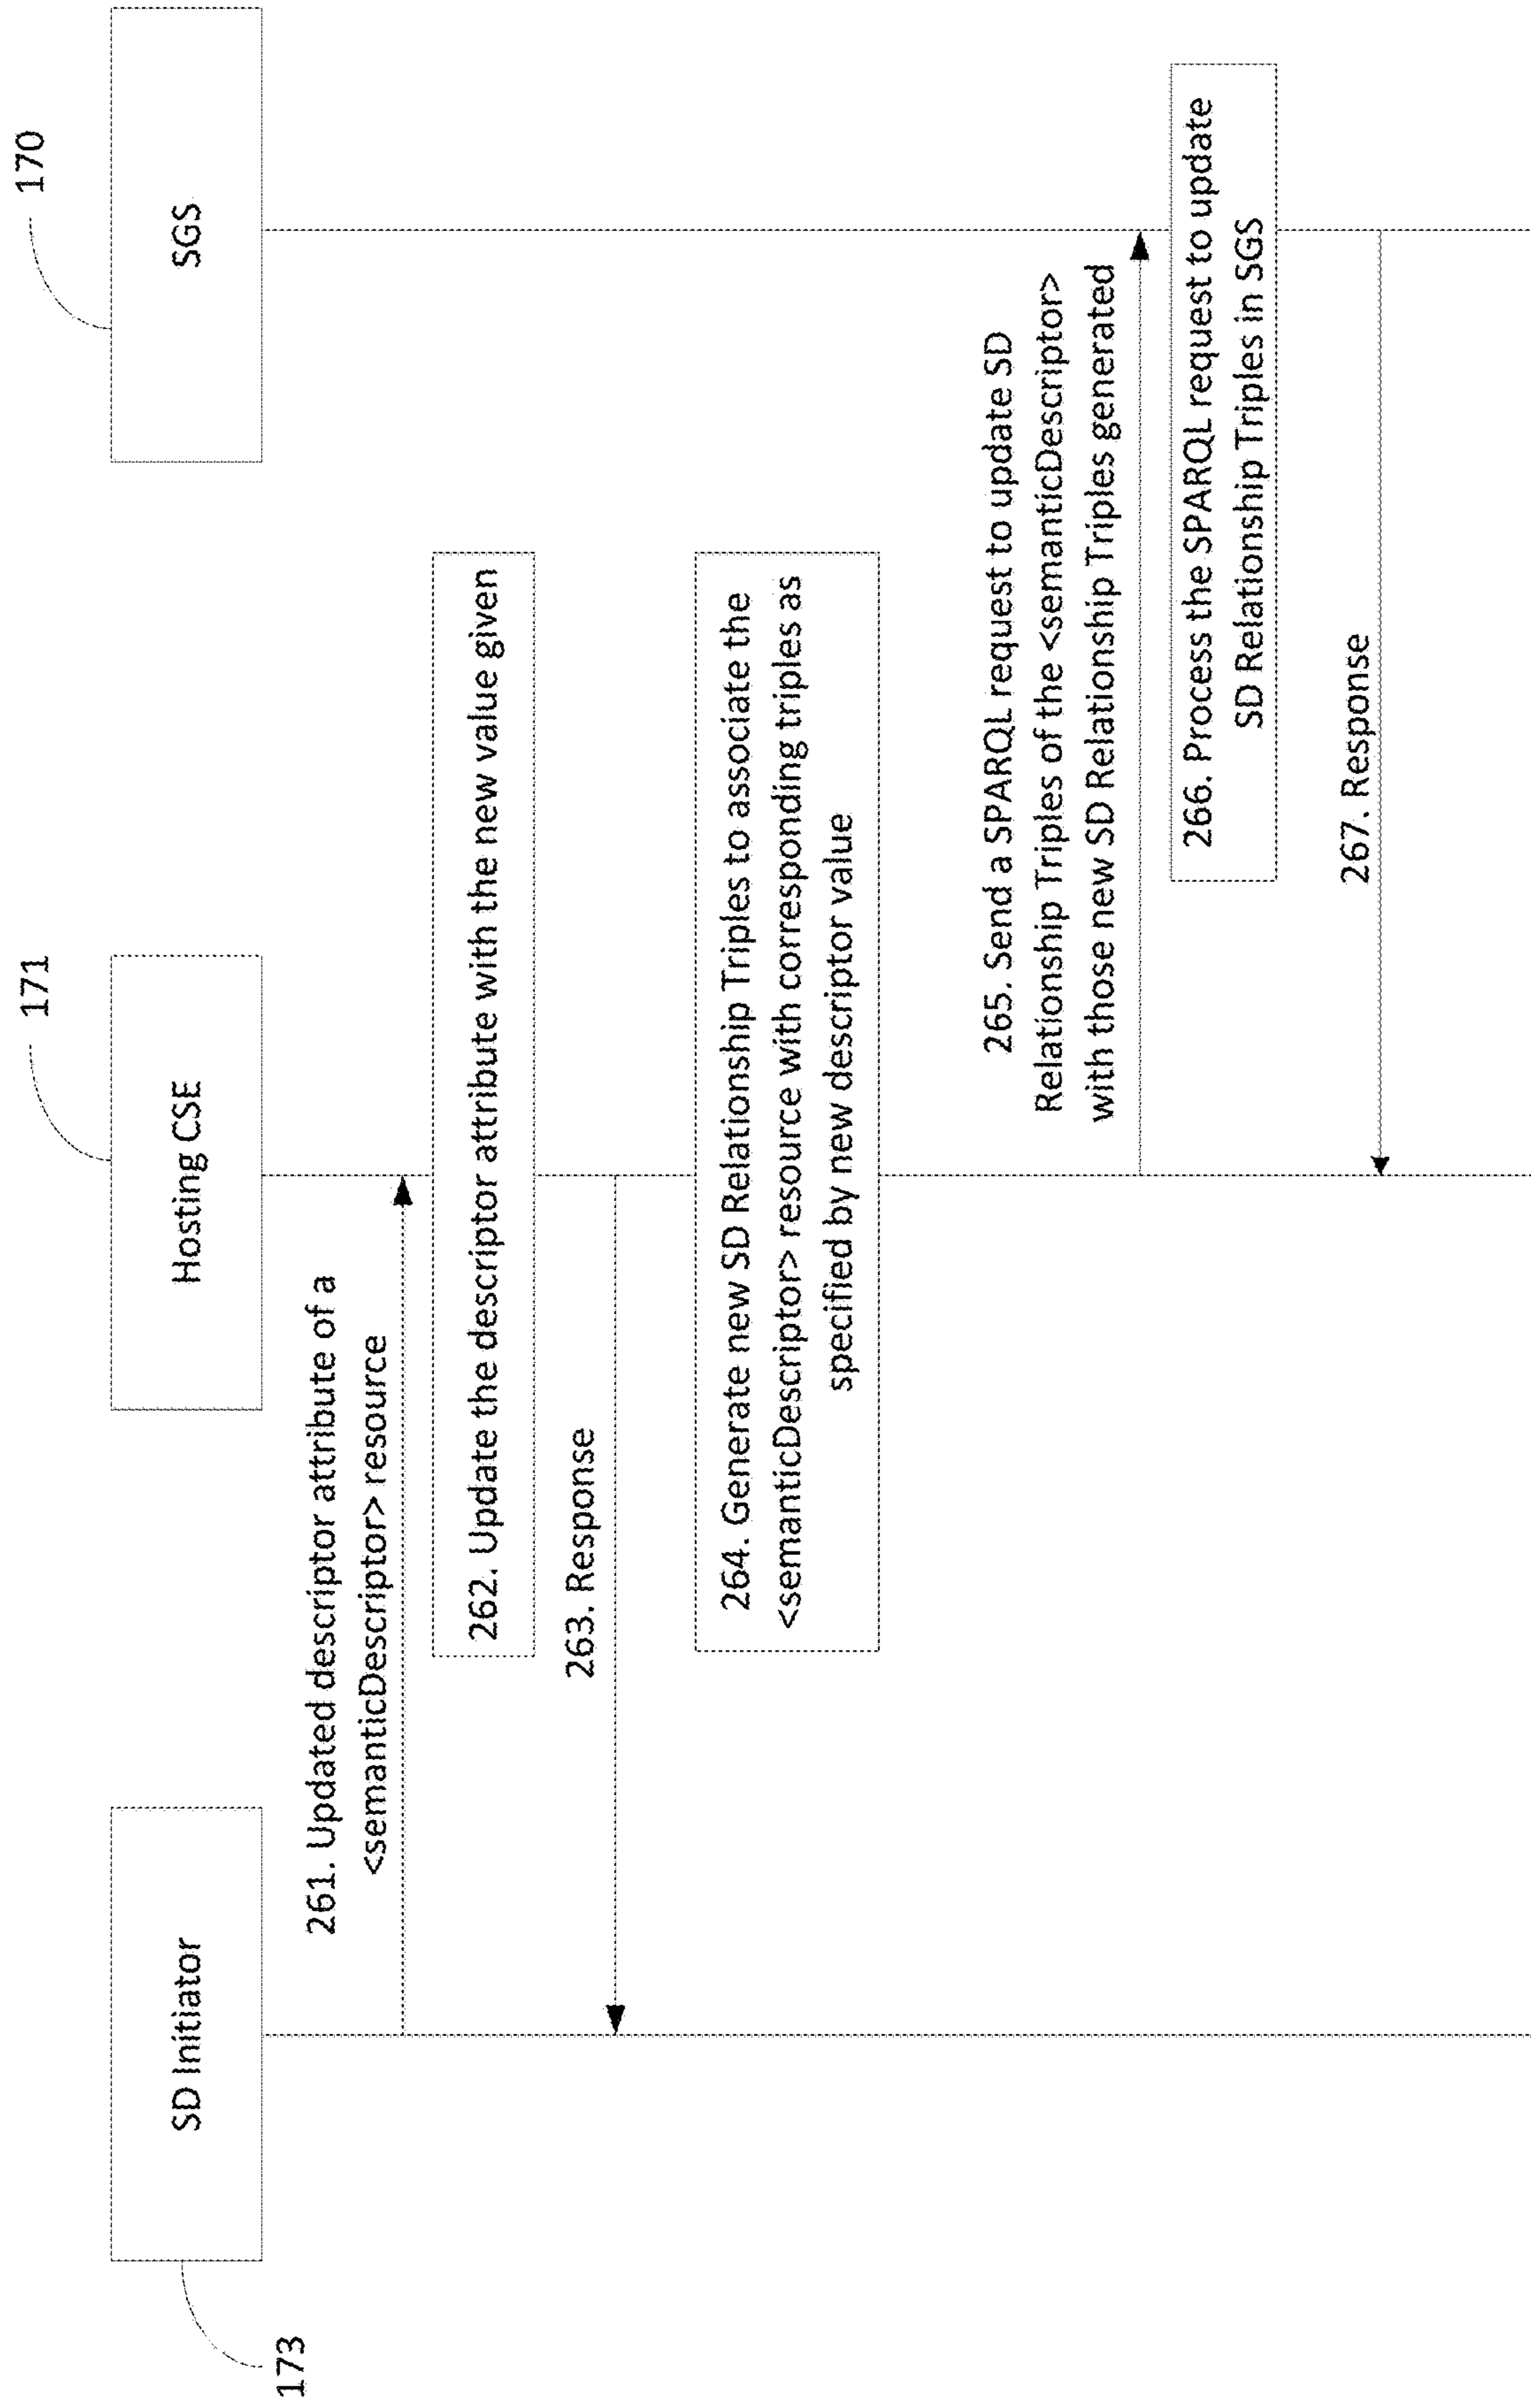 173
171
170
SD Initiator
Hosting CSE
SGS
261. Updated descriptor attribute of a
<semanticDescriptor> resource
262. Update the descriptor attribute with the new value given
263. Response
264. Generate new SD Relationship Triples to associate the
<semanticDescriptor> resource with corresponding triples as
specified by new descriptor value
265. Send a SPARQL request to update SD
Relationship Triples of the <semanticDescriptor>
with those new SD Relationship Triples generated
266. Process the SPARQL request to update
SD Relationship Triples in SGS
267. Response